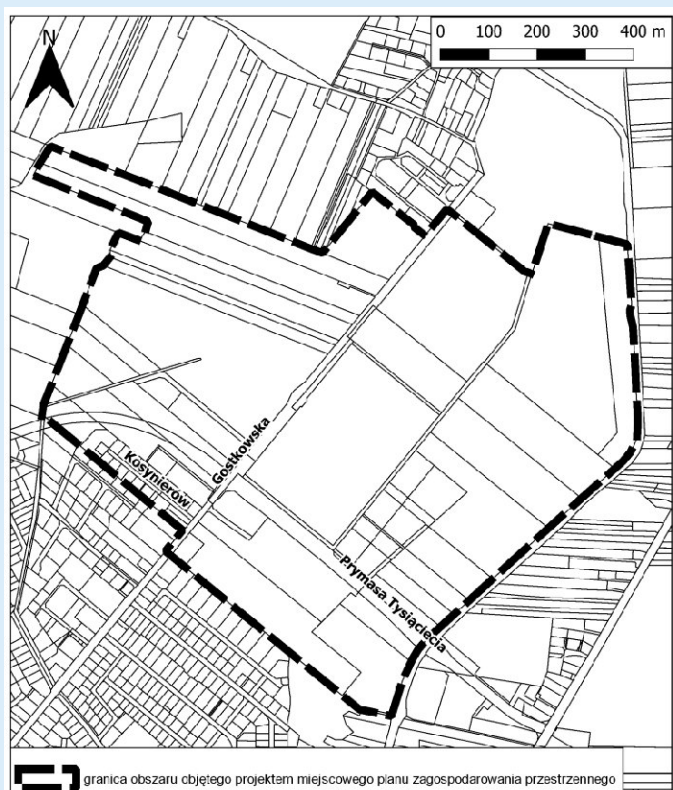 N
0 100 200 300 400 m
Gostkowska
Kosynierów
Prymasa Tysiąclecia
granica obszaru objętego projektem miejscowego planu zagospodarowania przestrzennego